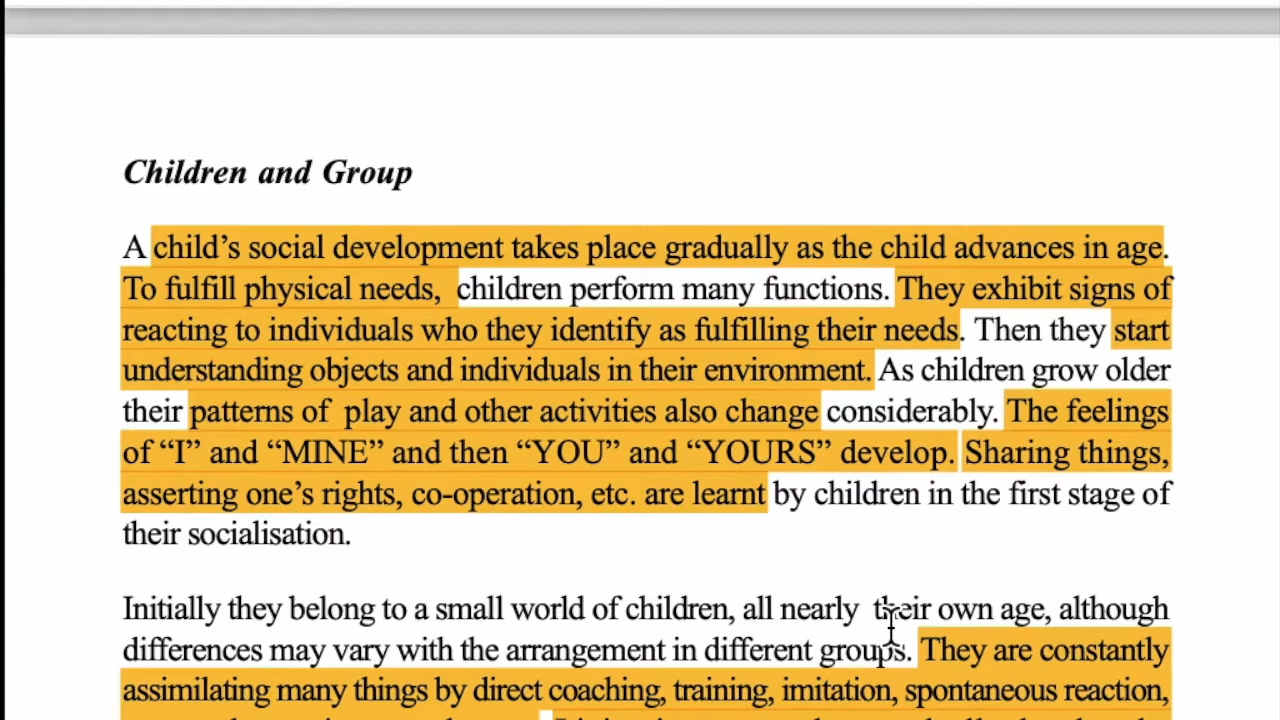 Children and Group
A child’s social development takes place gradually as the child advances in age.
To fulfill physical needs, children perform many functions. They exhibit signs of
reacting to individuals who they identify as fulfilling their needs. Then they start
understanding objects and individuals in their environment. As children grow older
their patterns of play and other activities also change considerably. The feelings
of “I” and “MINE” and then “YOU” and “YOURS” develop. Sharing things,
asserting one’s rights, co-operation, etc. are learnt by children in the first stage of
their socialisation.
Initially they belong to a small world of children, all nearly their own age, although
differences may vary with the arrangement in different groups. They are constantly
assimilating many things by direct coaching, training, imitation, spontaneous reaction,